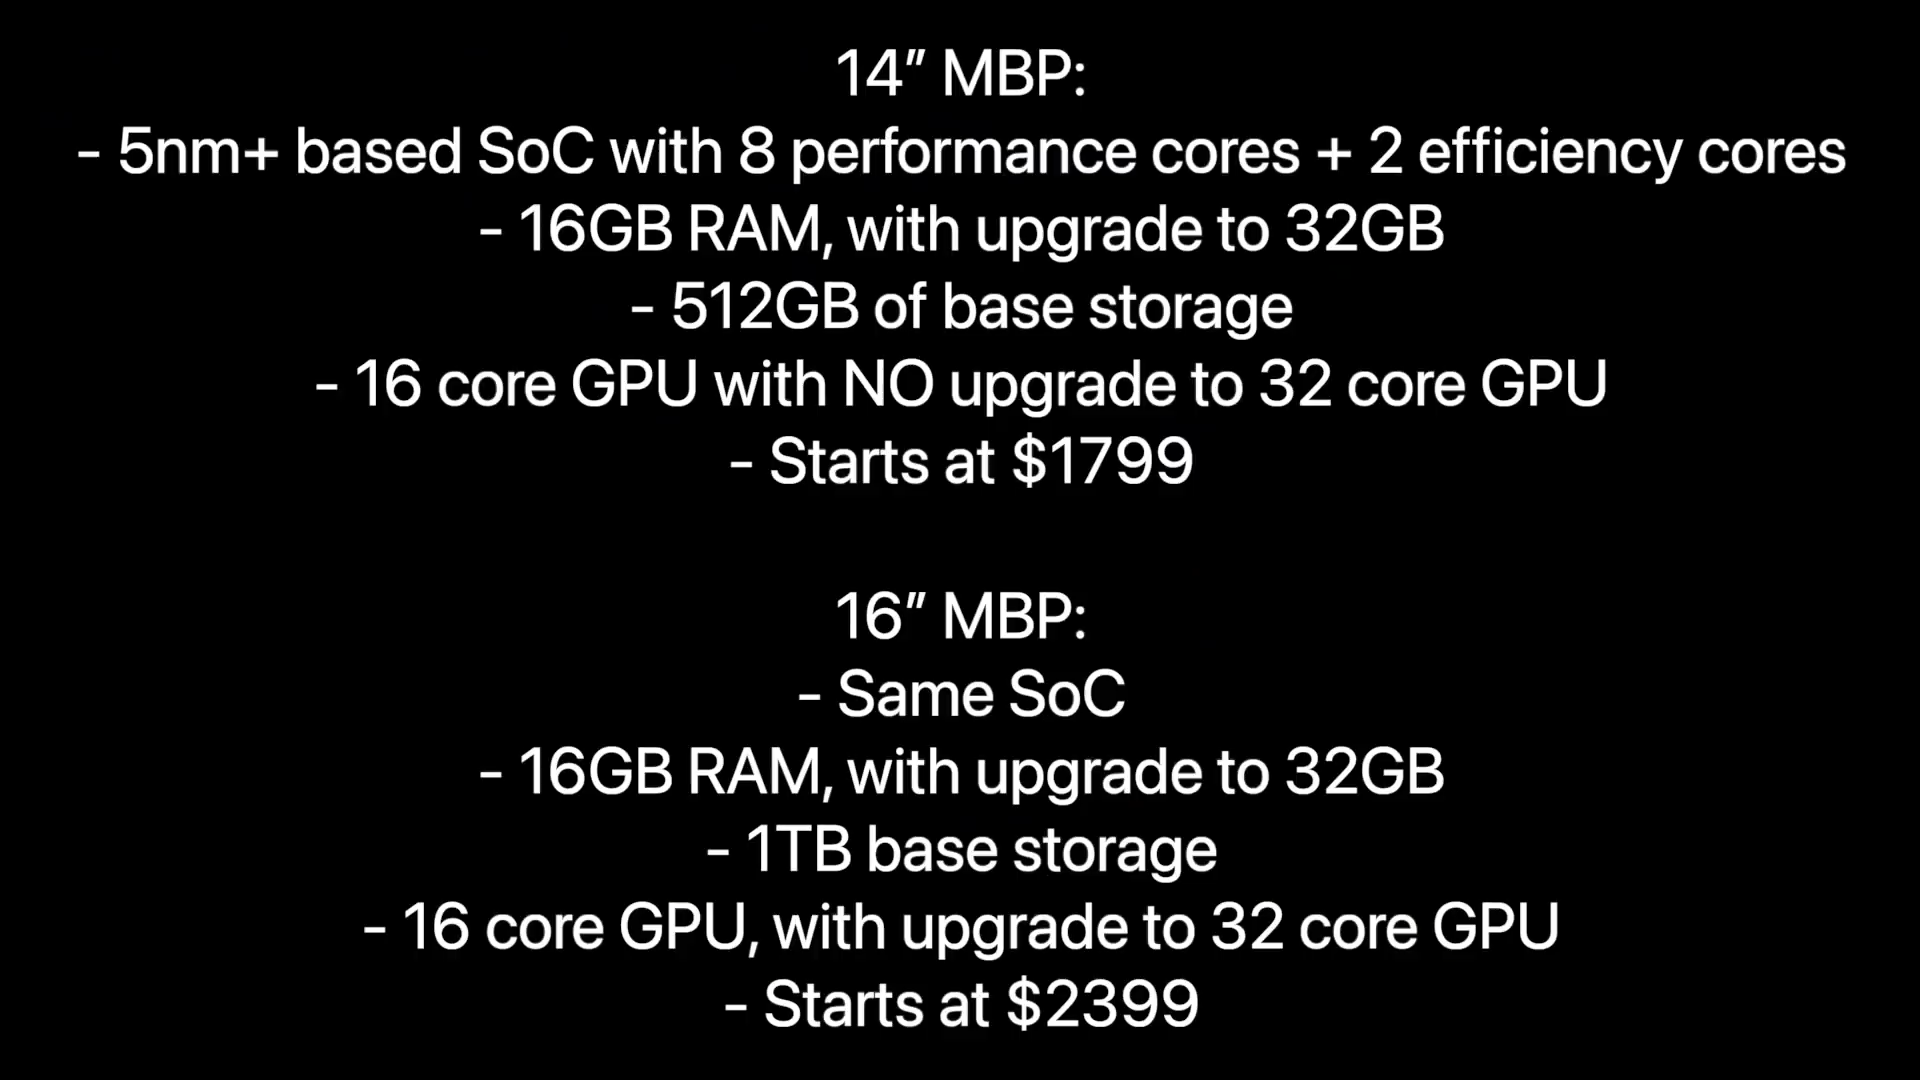 14” MBP:
- 5nm+ based SoC with 8 performance cores + 2 efficiency cores
- 16GB RAM, with upgrade to 32GB
- 512GB of base storage
- 16 core GPU with NO upgrade to 32 core GPU
- Starts at $1799
16” MBP:
- Same SoC
- 16GB RAM, with upgrade to 32GB
- 1TB base storage
- 16 core GPU, with upgrade to 32 core GPU
- Starts at $2399